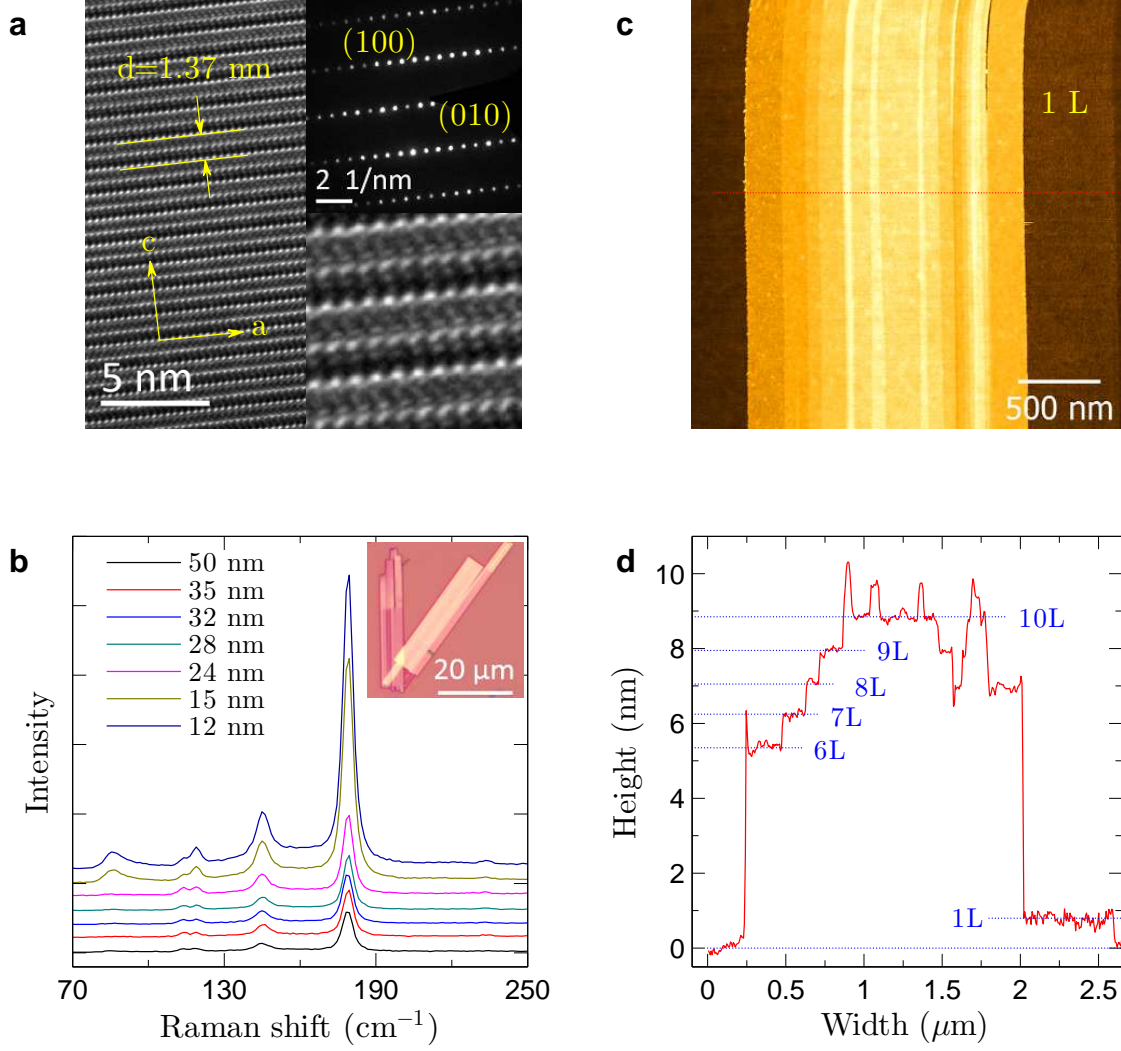 a
d=1.37 nm
c
a
5 nm
(100)
(010)
2 1/nm
c
1 L
500 nm
b
50 nm
35 nm
32 nm
28 nm
24 nm
15 nm
12 nm
20 µm
Intensity
70 130 190 250
Raman shift (cm⁻¹)
d
10
8
6
4
2
0
10L
9L
8L
7L
6L
1L
Height (nm)
0 0.5 1 1.5 2 2.5
Width (μm)